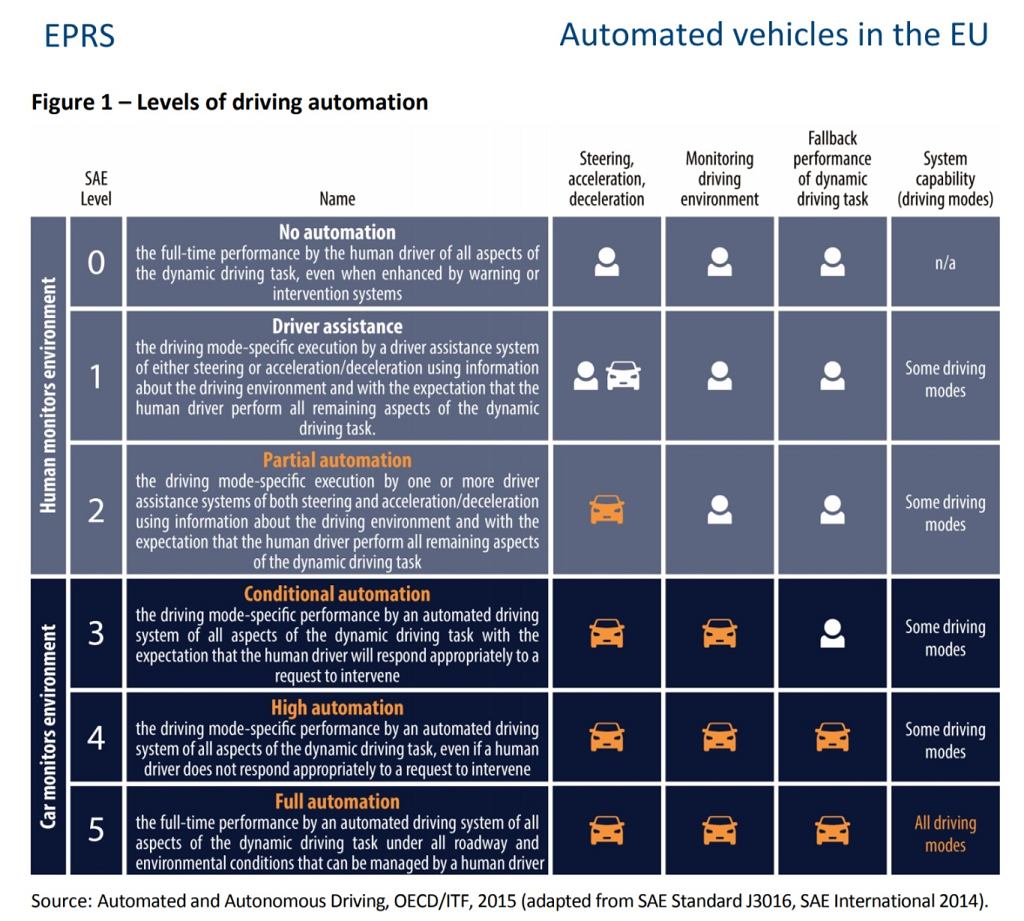 EPRS
Automated vehicles in the EU
Figure 1 – Levels of driving automation
SAE
Level
Name
Steering,
acceleration,
deceleration
Monitoring
driving
environment
Fallback
performance
of dynamic
driving task
System
capability
(driving modes)
Human monitors environment
0
No automation
the full-time performance by the human driver of all aspects of
the dynamic driving task, even when enhanced by warning or
intervention systems
n/a
1
Driver assistance
the driving mode-specific execution by a driver assistance system
of either steering or acceleration/deceleration using information
about the driving environment and with the expectation that the
human driver perform all remaining aspects of the dynamic
driving task.
Some driving
modes
2
Partial automation
the driving mode-specific execution by one or more driver
assistance systems of both steering and acceleration/deceleration
using information about the driving environment and with the
expectation that the human driver perform all remaining aspects
of the dynamic driving task
Some driving
modes
Car monitors environment
3
Conditional automation
the driving mode-specific performance by an automated driving
system of all aspects of the dynamic driving task with the
expectation that the human driver will respond appropriately to a
request to intervene
Some driving
modes
4
High automation
the driving mode-specific performance by an automated driving
system of all aspects of the dynamic driving task, even if a human
driver does not respond appropriately to a request to intervene
Some driving
modes
5
Full automation
the full-time performance by an automated driving system of all
aspects of the dynamic driving task under all roadway and
environmental conditions that can be managed by a human driver
All driving
modes
Source: Automated and Autonomous Driving, OECD/ITF, 2015 (adapted from SAE Standard J3016, SAE International 2014).